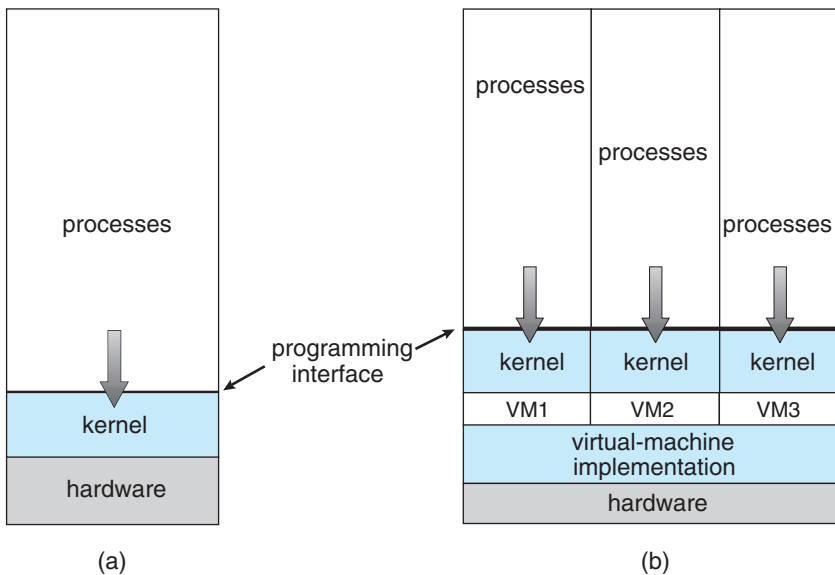 processes
programming
interface
kernel
hardware
(a)
processes
processes
processes
kernel
kernel
kernel
VM1
VM2
VM3
virtual-machine
implementation
hardware
(b)